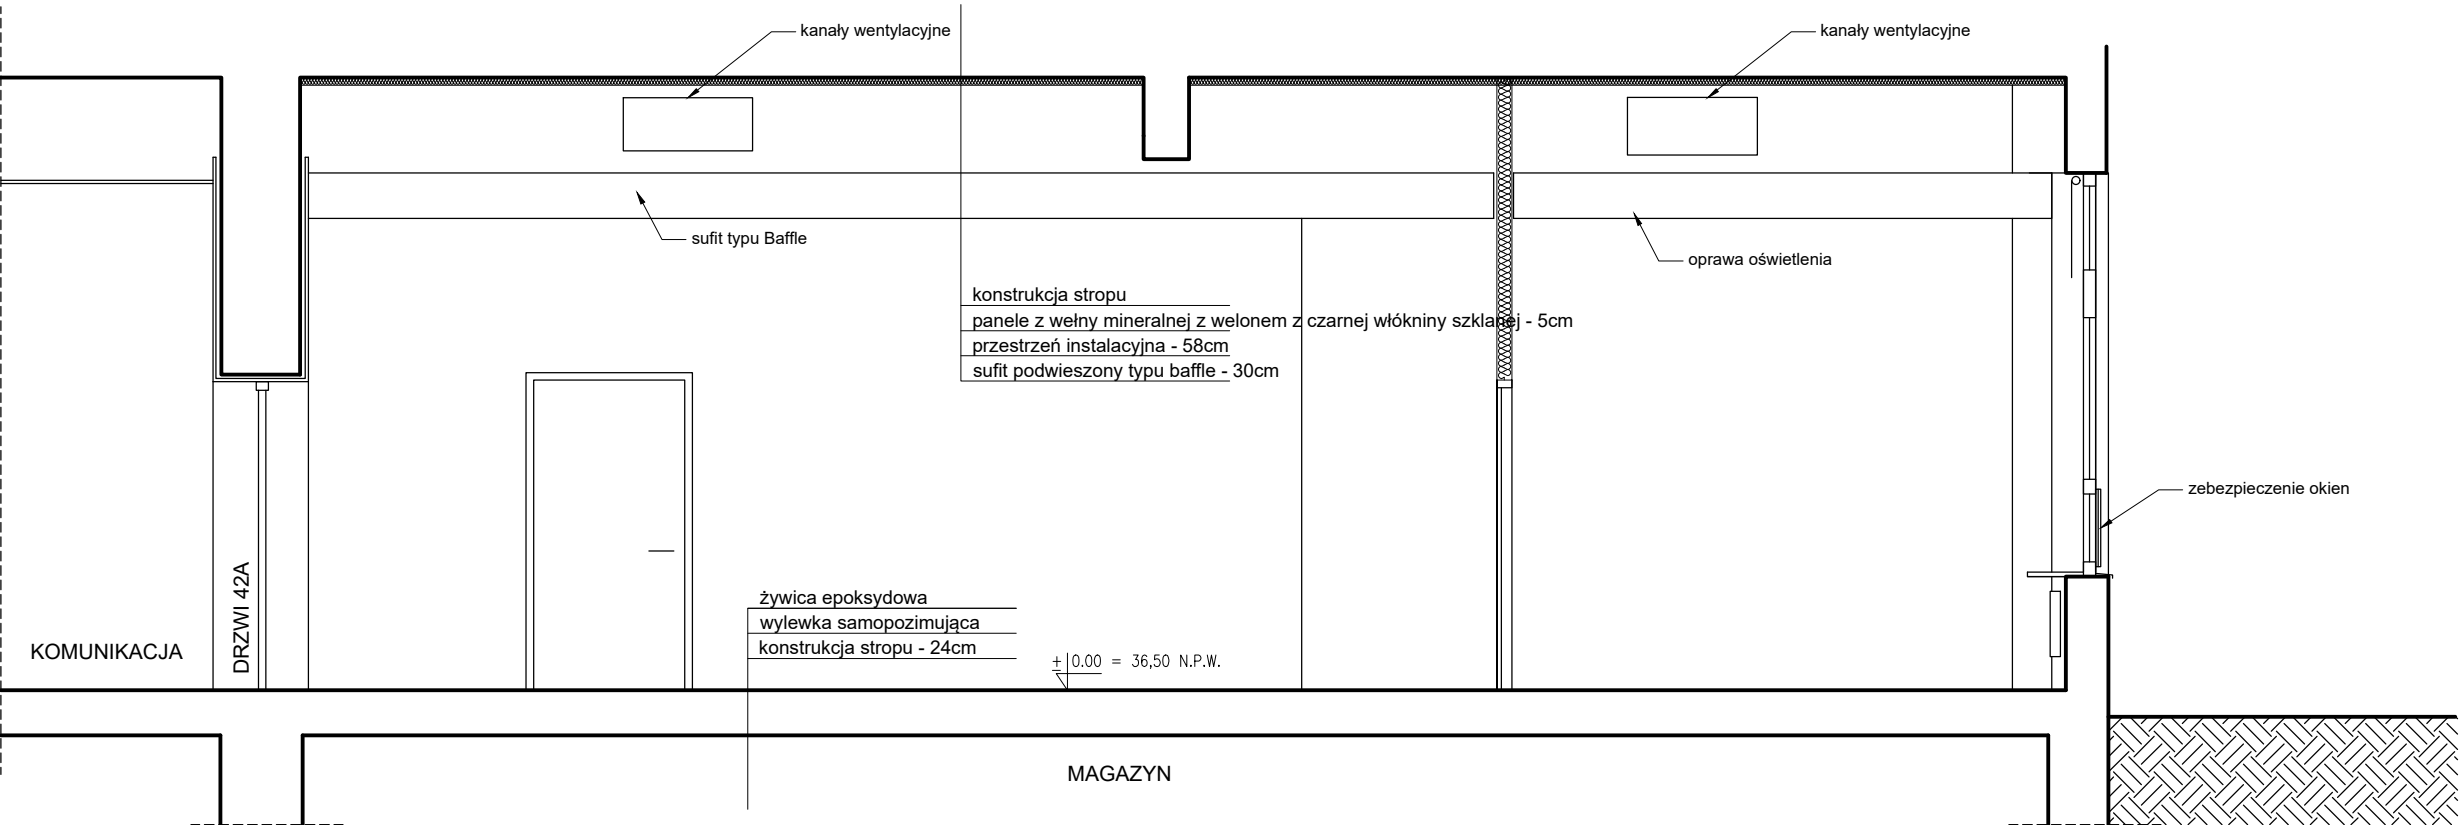 kanały wentylacyjne
kanały wentylacyjne
sufit typu Baffle
oprawa oświetlenia
konstrukcja stropu
panele z wełny mineralnej z welonem z czarnej włókniny szklanej - 5cm
przestrzeń instalacyjna - 58cm
sufit podwieszony typu baffle - 30cm
zebezpieczenie okien
DRZWI 42A
żywica epoksydowa
wylewka samopozimująca
konstrukcja stropu - 24cm
KOMUNIKACJA
± 0.00 = 36,50 N.P.W.
MAGAZYN